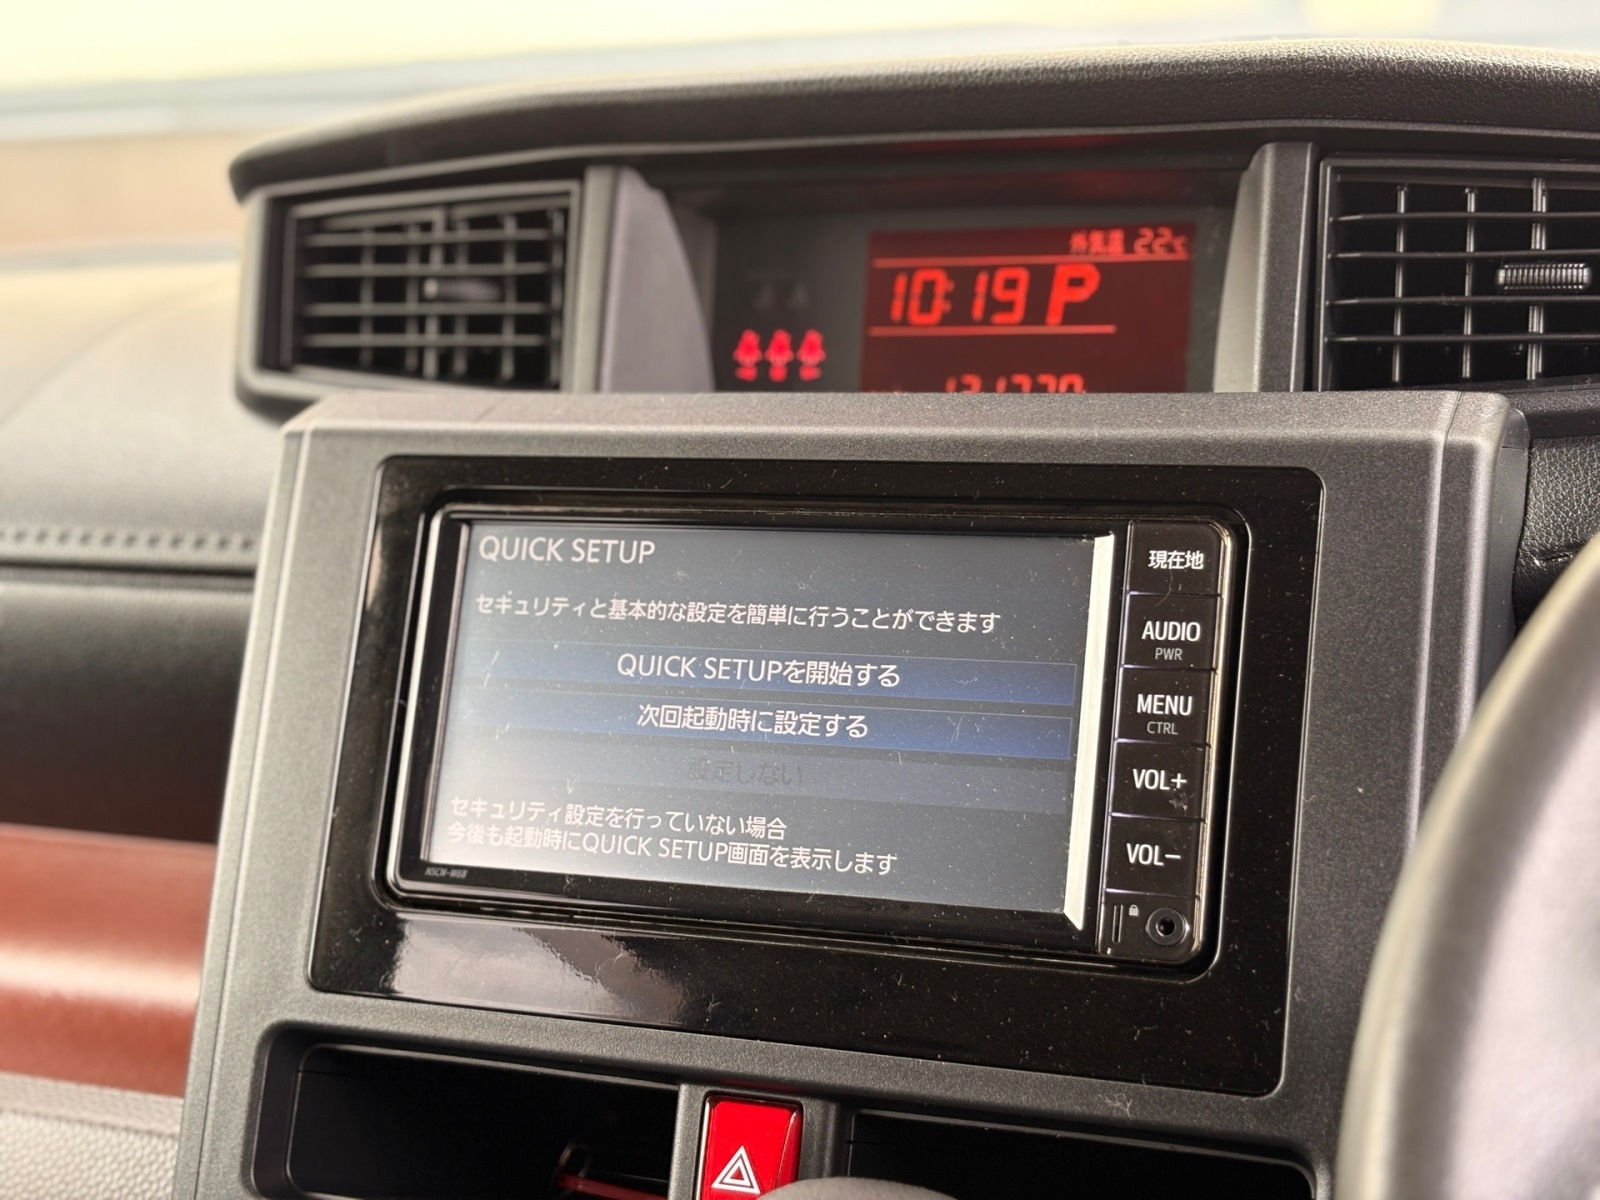 外気温 22℃
10:19 P
QUICK SETUP
セキュリティと基本的な設定を簡単に行うことができます
QUICK SETUPを開始する
次回起動時に設定する
設定しない
セキュリティ設定を行っていない場合
今後も起動時にQUICK SETUP画面を表示します
NSCN-W68
現在地
AUDIO
PWR
MENU
CTRL
VOL+
VOL−